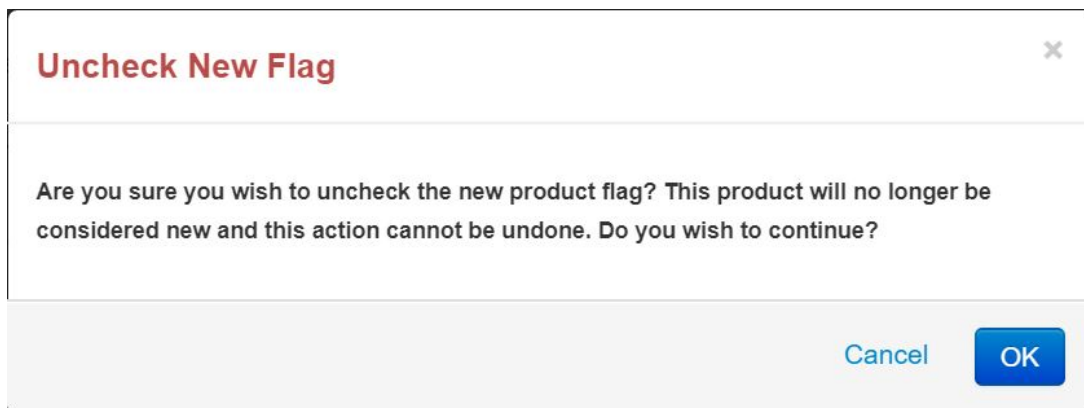 Uncheck New Flag
×
Are you sure you wish to uncheck the new product flag? This product will no longer be
considered new and this action cannot be undone. Do you wish to continue?
Cancel
OK